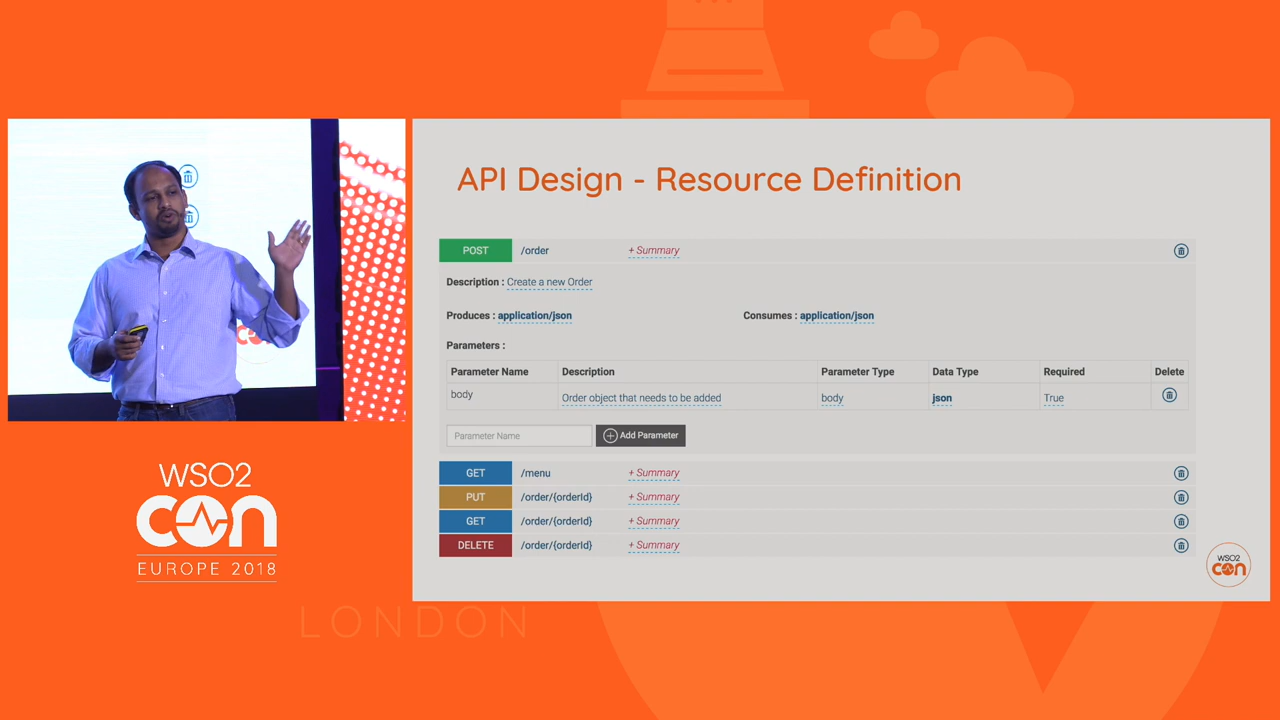 API Design - Resource Definition
POST /order + Summary
Description : Create a new Order
Produces : application/json Consumes : application/json
Parameters :
Parameter Name Description Parameter Type Data Type Required Delete
body Order object that needs to be added body json True
Parameter Name Add Parameter
GET /menu + Summary
PUT /order/{orderId} + Summary
GET /order/{orderId} + Summary
DELETE /order/{orderId} + Summary
WSO2
con
WSO2
con
EUROPE 2018
LONDON